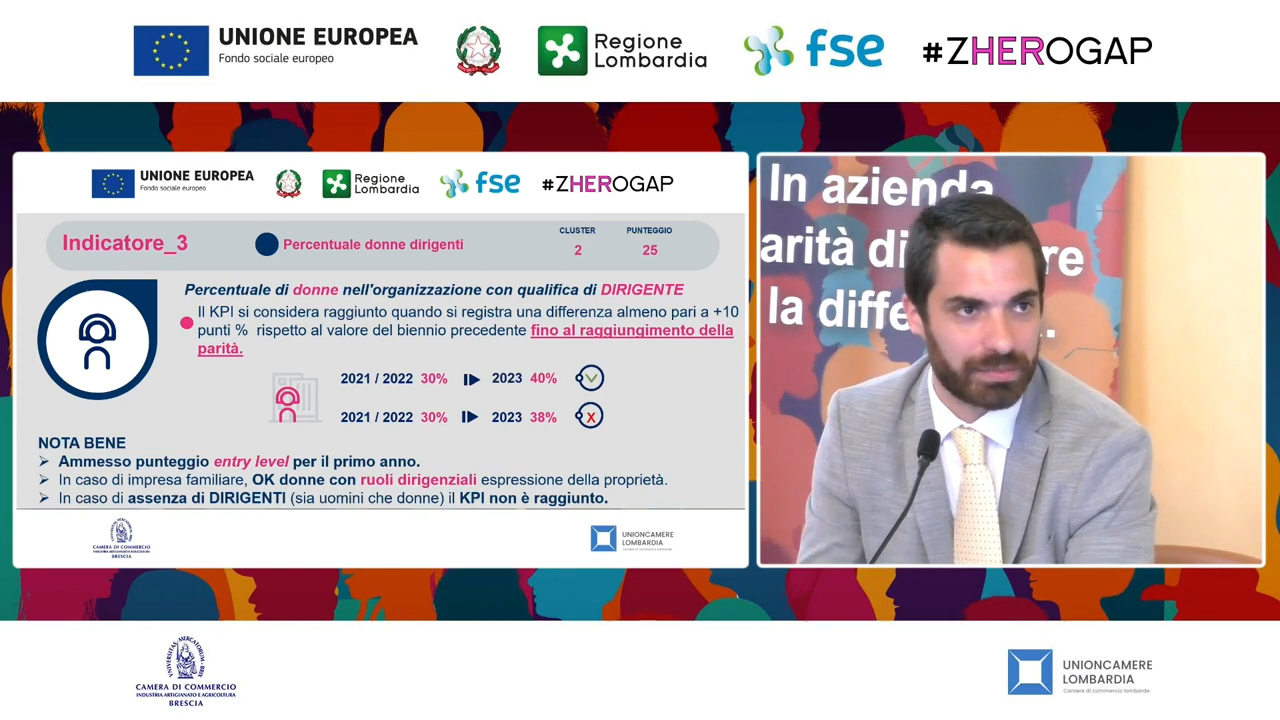 UNIONE EUROPEA
Fondo sociale europeo
Regione
Lombardia
fse
#ZHEROGAP
UNIONE EUROPEA
Fondo sociale europeo
Regione
Lombardia
fse
#ZHEROGAP
Indicatore_3
Percentuale donne dirigenti
CLUSTER
2
PUNTEGGIO
25
Percentuale di donne nell'organizzazione con qualifica di DIRIGENTE
Il KPI si considera raggiunto quando si registra una differenza almeno pari a +10
punti % rispetto al valore del biennio precedente fino al raggiungimento della
parità.
2021 / 2022 30% 2023 40%
2021 / 2022 30% 2023 38%
NOTA BENE
Ammesso punteggio entry level per il primo anno.
In caso di impresa familiare, OK donne con ruoli dirigenziali espressione della proprietà.
In caso di assenza di DIRIGENTI (sia uomini che donne) il KPI non è raggiunto.
CAMERA DI COMMERCIO
INDUSTRIA ARTIGIANATO E AGRICOLTURA
BRESCIA
UNIONCAMERE
LOMBARDIA
In azienda
arità di re
la diffe
CAMERA DI COMMERCIO
INDUSTRIA ARTIGIANATO E AGRICOLTURA
BRESCIA
UNIONCAMERE
LOMBARDIA
Camere di commercio lombarde